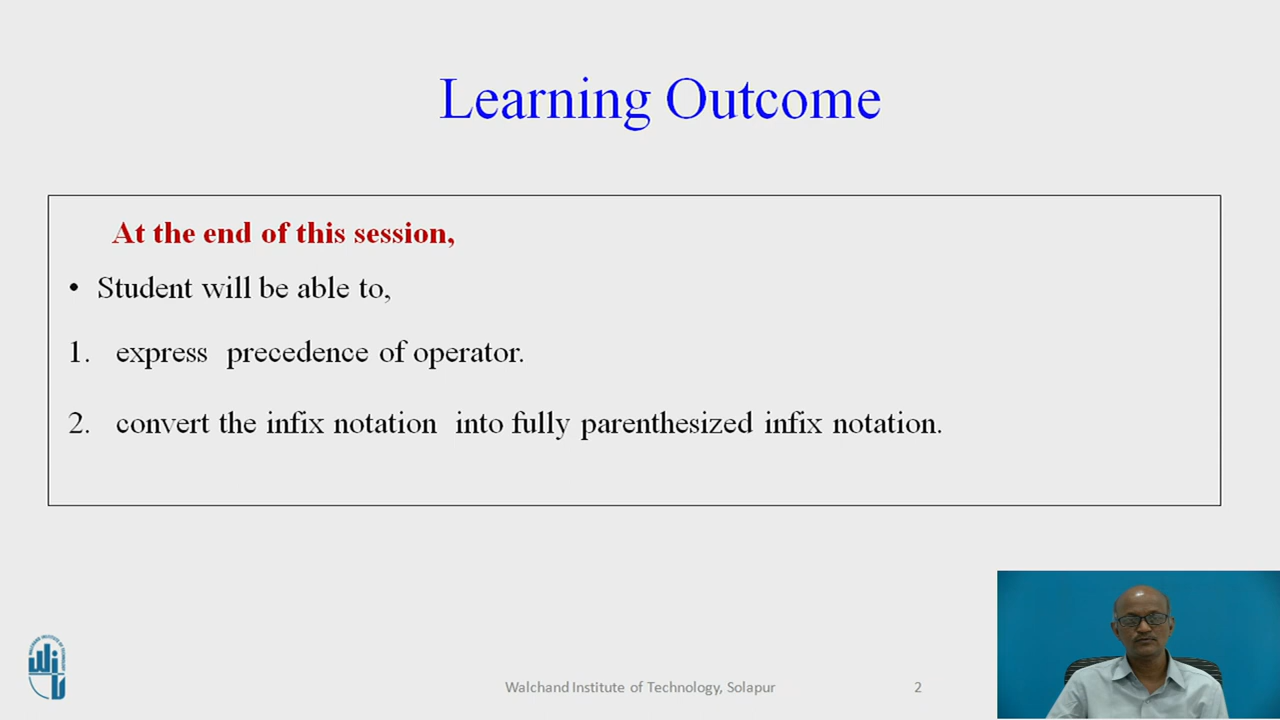 Learning Outcome
At the end of this session,
• Student will be able to,
1. express precedence of operator.
2. convert the infix notation into fully parenthesized infix notation.
Walchand Institute of Technology, Solapur
2